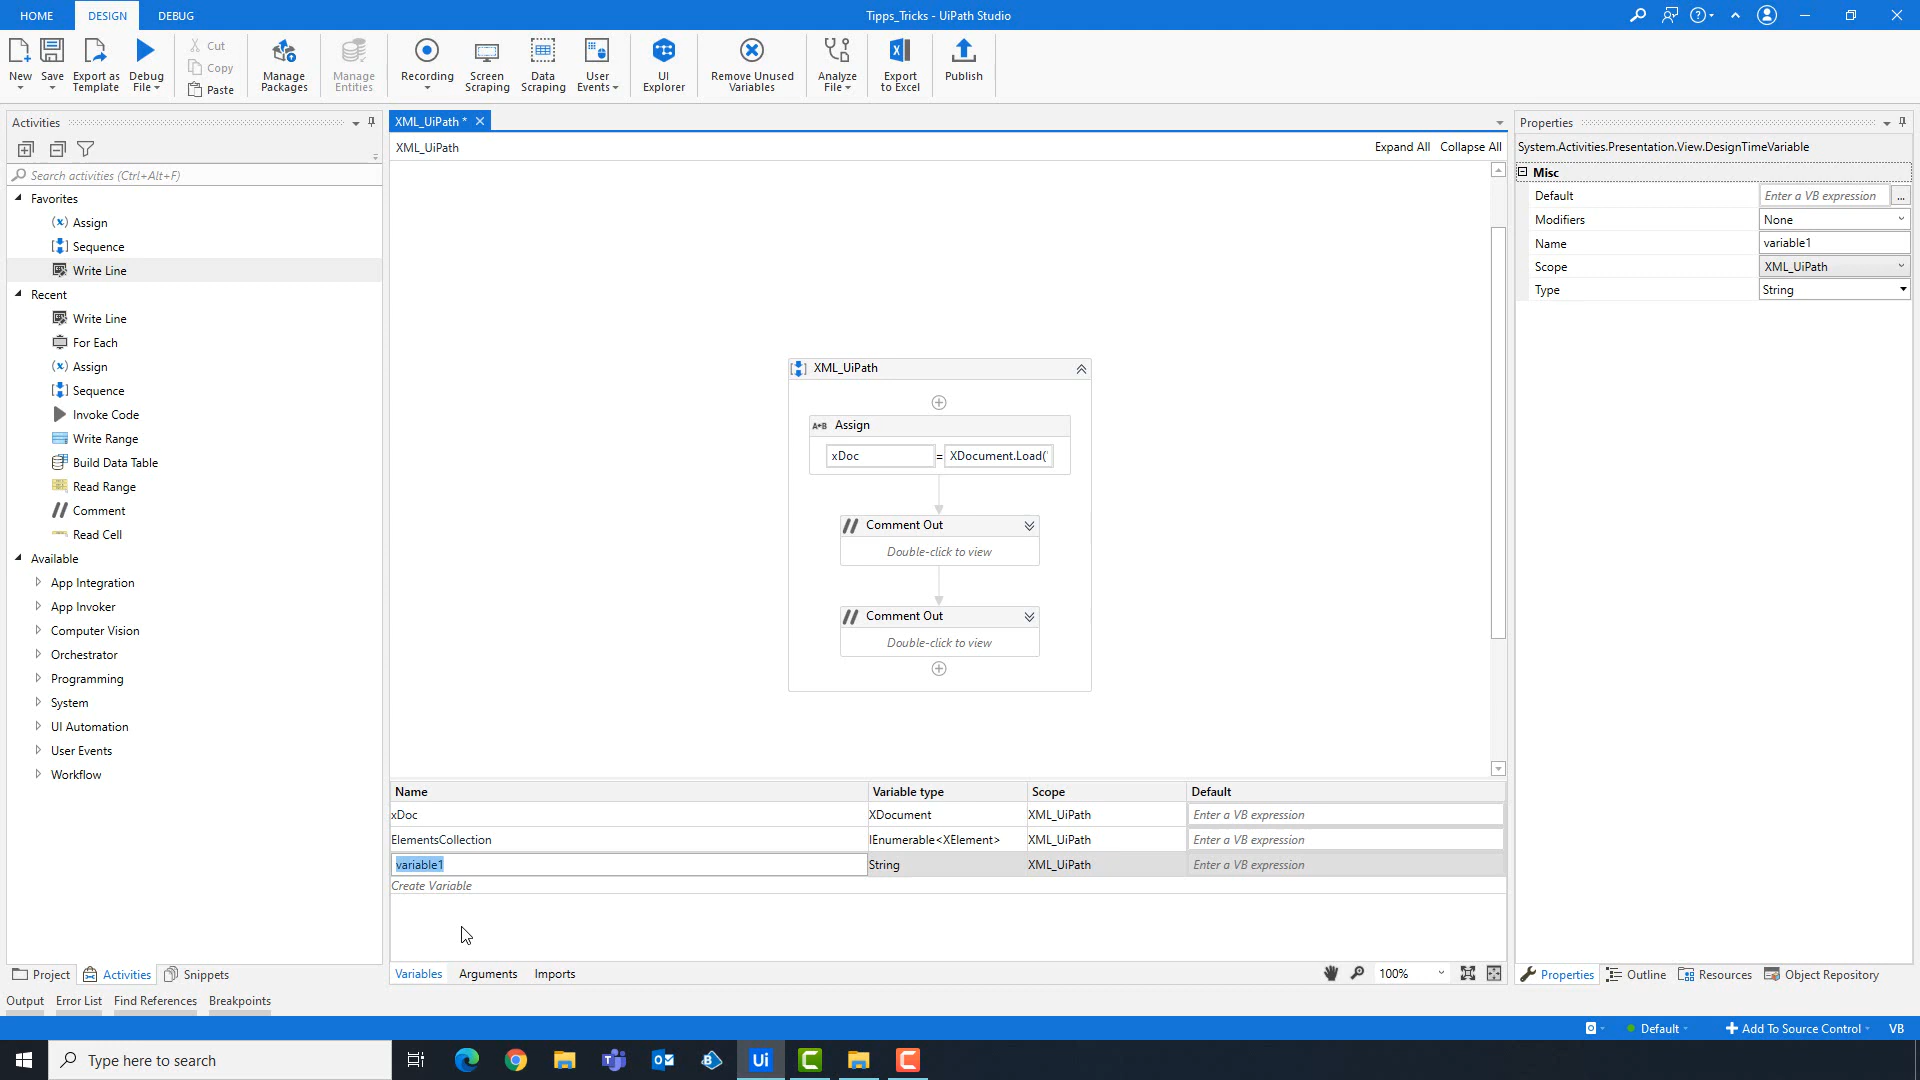 HOME DESIGN DEBUG Tipps_Tricks - UiPath Studio
New Save Export as Template Debug File Cut Copy Paste Manage Packages Manage Entities Recording Screen Scraping Data Scraping User Events UI Explorer Remove Unused Variables Analyze File Export to Excel Publish
Activities
Search activities (Ctrl+Alt+F)
Favorites
Assign
Sequence
Write Line
Recent
Write Line
For Each
Assign
Sequence
Invoke Code
Write Range
Build Data Table
Read Range
Comment
Read Cell
Available
App Integration
App Invoker
Computer Vision
Orchestrator
Programming
System
UI Automation
User Events
Workflow
Project Activities Snippets
XML_UiPath *
XML_UiPath Expand All Collapse All
XML_UiPath
A+B Assign
xDoc = XDocument.Load('
// Comment Out
Double-click to view
// Comment Out
Double-click to view
Name Variable type Scope Default
xDoc XDocument XML_UiPath Enter a VB expression
ElementsCollection IEnumerable<XElement> XML_UiPath Enter a VB expression
variable1 String XML_UiPath Enter a VB expression
Create Variable
Variables Arguments Imports 100%
Properties
System.Activities.Presentation.View.DesignTimeVariable
Misc
Default Enter a VB expression ...
Modifiers None
Name variable1
Scope XML_UiPath
Type String
Properties Outline Resources Object Repository
Output Error List Find References Breakpoints
Default Add To Source Control VB
Type here to search Ui